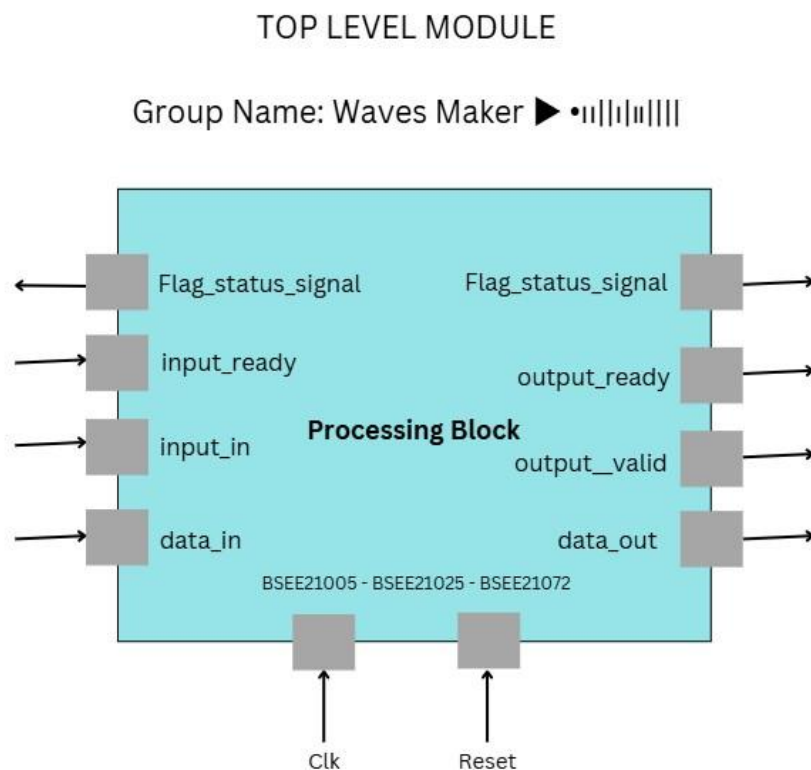 TOP LEVEL MODULE
Group Name: Waves Maker
Flag_status_signal
Flag_status_signal
input_ready
output_ready
Processing Block
input_in
output__valid
data_in
data_out
BSEE21005 - BSEE21025 - BSEE21072
Clk
Reset